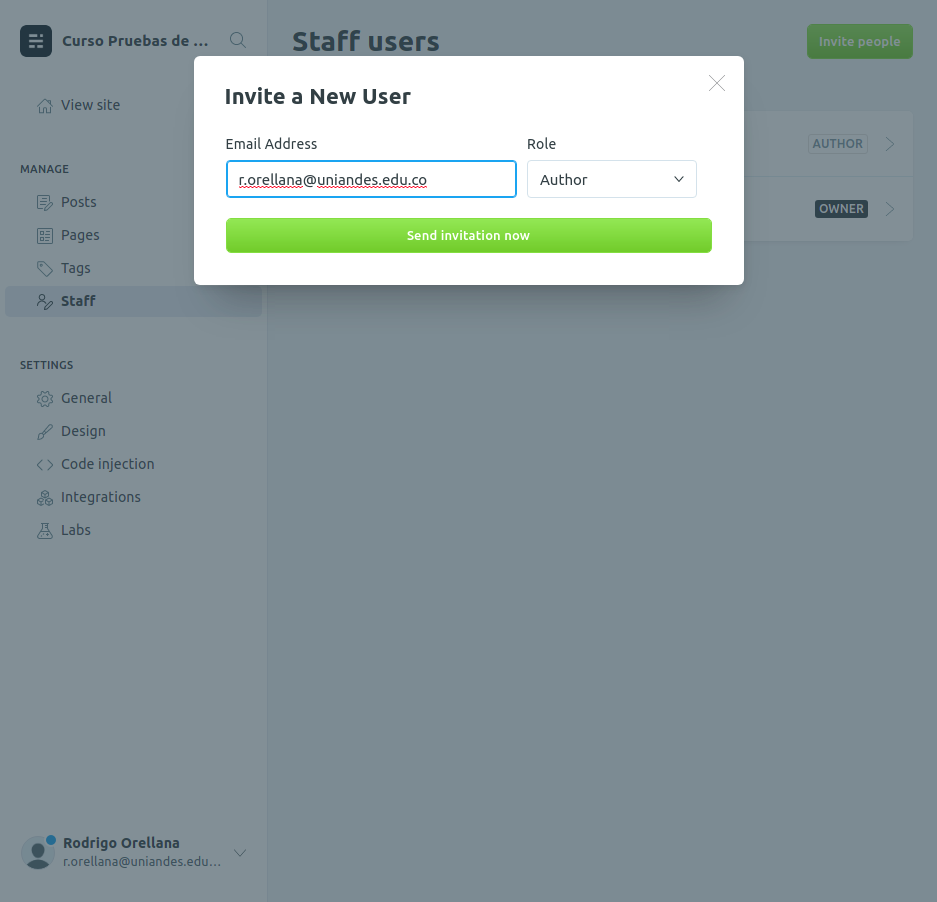 Curso Pruebas de ...
Staff users
Invite people
View site
Invite a New User
Email Address
Role
r.orellana@uniandes.edu.co
Author
Send invitation now
AUTHOR
OWNER
MANAGE
Posts
Pages
Tags
Staff
SETTINGS
General
Design
Code injection
Integrations
Labs
Rodrigo Orellana
r.orellana@uniandes.edu...